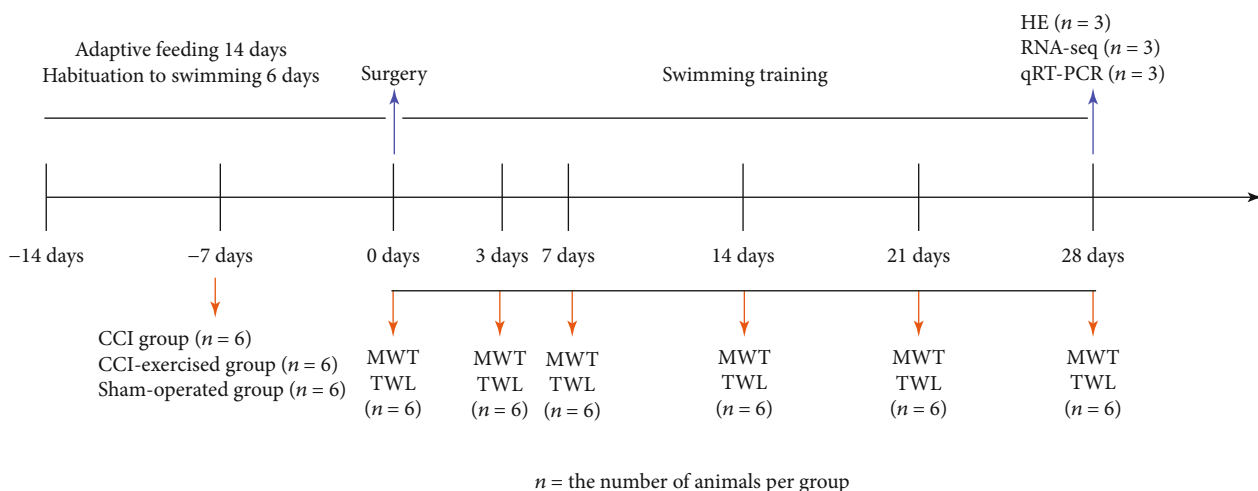 Adaptive feeding 14 days
Habituation to swimming 6 days
Surgery
Swimming training
HE (n = 3)
RNA-seq (n = 3)
qRT-PCR (n = 3)
−14 days
−7 days
0 days
3 days
7 days
14 days
21 days
28 days
CCI group (n = 6)
CCI-exercised group (n = 6)
Sham-operated group (n = 6)
MWT
TWL
(n = 6)
MWT
TWL
(n = 6)
MWT
TWL
(n = 6)
MWT
TWL
(n = 6)
MWT
TWL
(n = 6)
MWT
TWL
(n = 6)
n = the number of animals per group